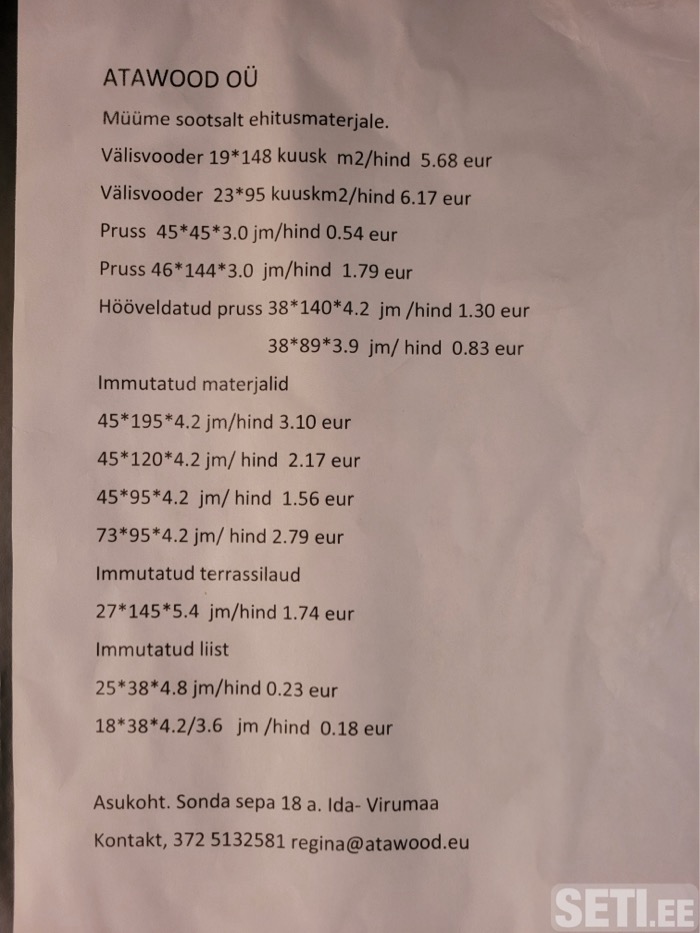 ATAWOOD OÜ
Müüme sootsalt ehitusmaterjale.
Välisvooder 19*148 kuusk  m2/hind  5.68 eur
Välisvooder  23*95 kuuskm2/hind 6.17 eur
Pruss  45*45*3.0 jm/hind 0.54 eur
Pruss 46*144*3.0  jm/hind  1.79 eur
Hööveldatud pruss 38*140*4.2  jm /hind 1.30 eur
38*89*3.9  jm/ hind  0.83 eur
Immutatud materjalid
45*195*4.2 jm/hind 3.10 eur
45*120*4.2 jm/ hind  2.17 eur
45*95*4.2  jm/ hind  1.56 eur
73*95*4.2 jm/ hind 2.79 eur
Immutatud terrassilaud
27*145*5.4  jm/hind 1.74 eur
Immutatud liist
25*38*4.8 jm/hind 0.23 eur
18*38*4.2/3.6   jm /hind  0.18 eur
Asukoht. Sonda sepa 18 a. Ida- Virumaa
Kontakt, 372 5132581 regina@atawood.eu
SETI.EE